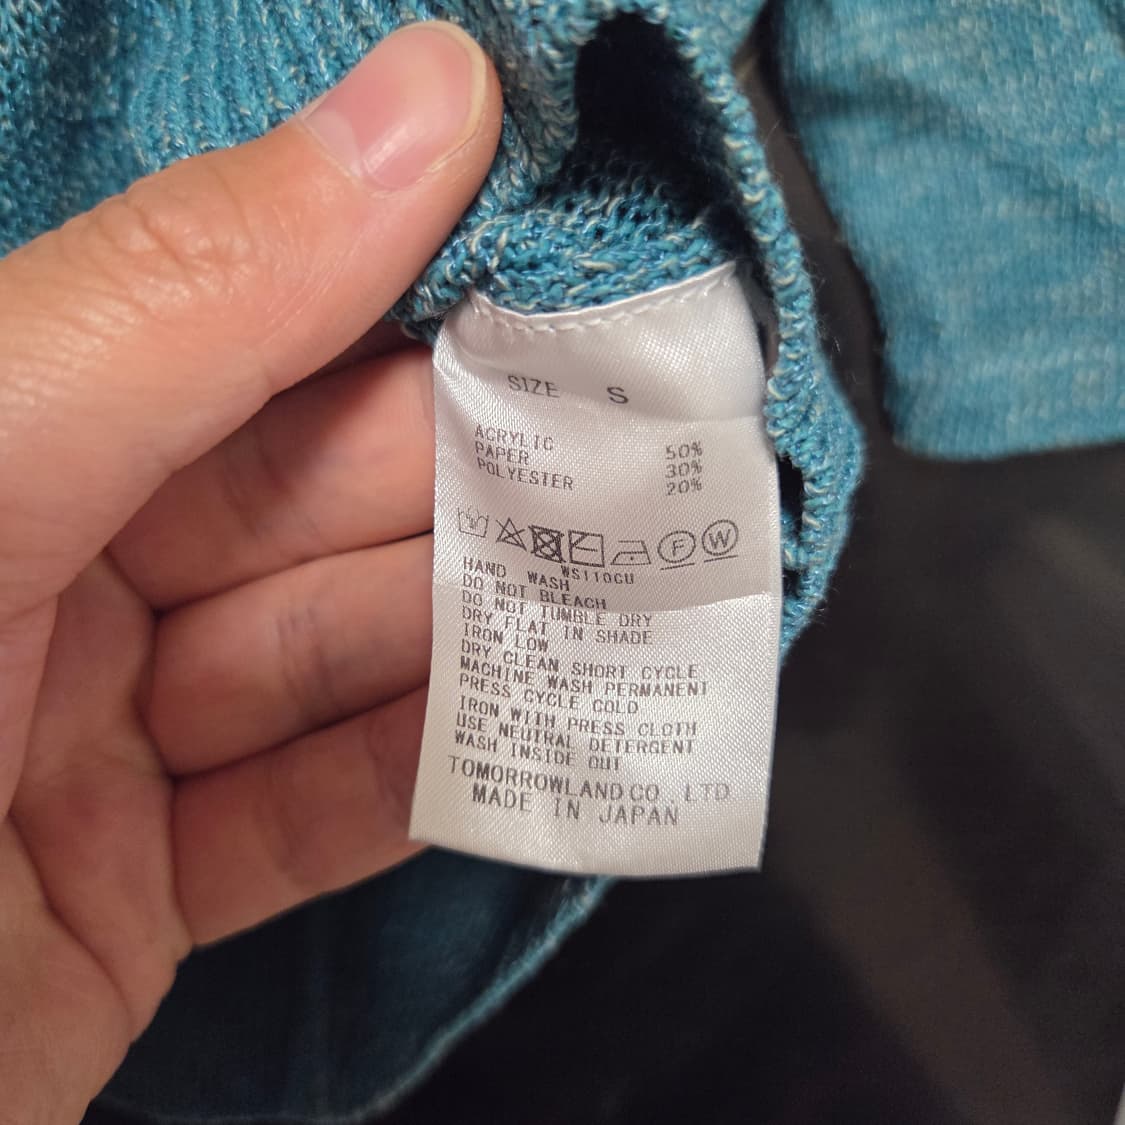 SIZE S
ACRYLIC 50%
PAPER 30%
POLYESTER 20%
F W
WS110CU
HAND WASH
DO NOT BLEACH
DO NOT TUMBLE DRY
DRY FLAT IN SHADE
IRON LOW
DRY CLEAN SHORT CYCLE
MACHINE WASH PERMANENT
PRESS CYCLE COLD
IRON WITH PRESS CLOTH
USE NEUTRAL DETERGENT
WASH INSIDE OUT
TOMORROWLAND CO., LTD
MADE IN JAPAN